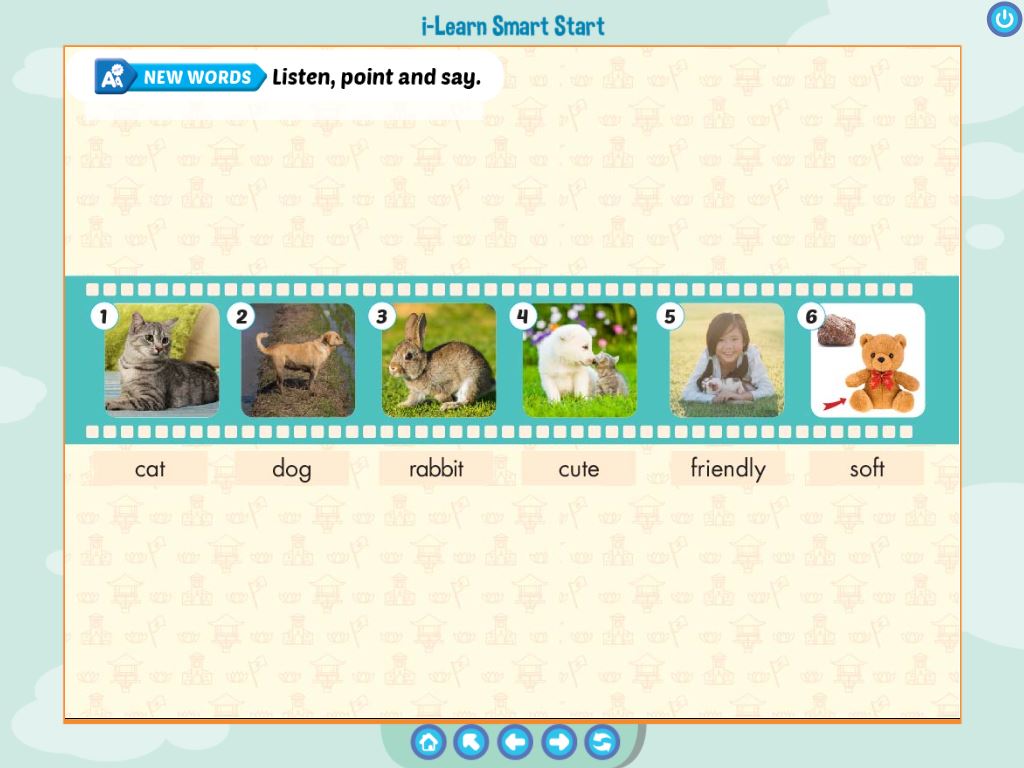 i-Learn Smart Start
NEW WORDS Listen, point and say.
1 2 3 4 5 6
cat dog rabbit cute friendly soft